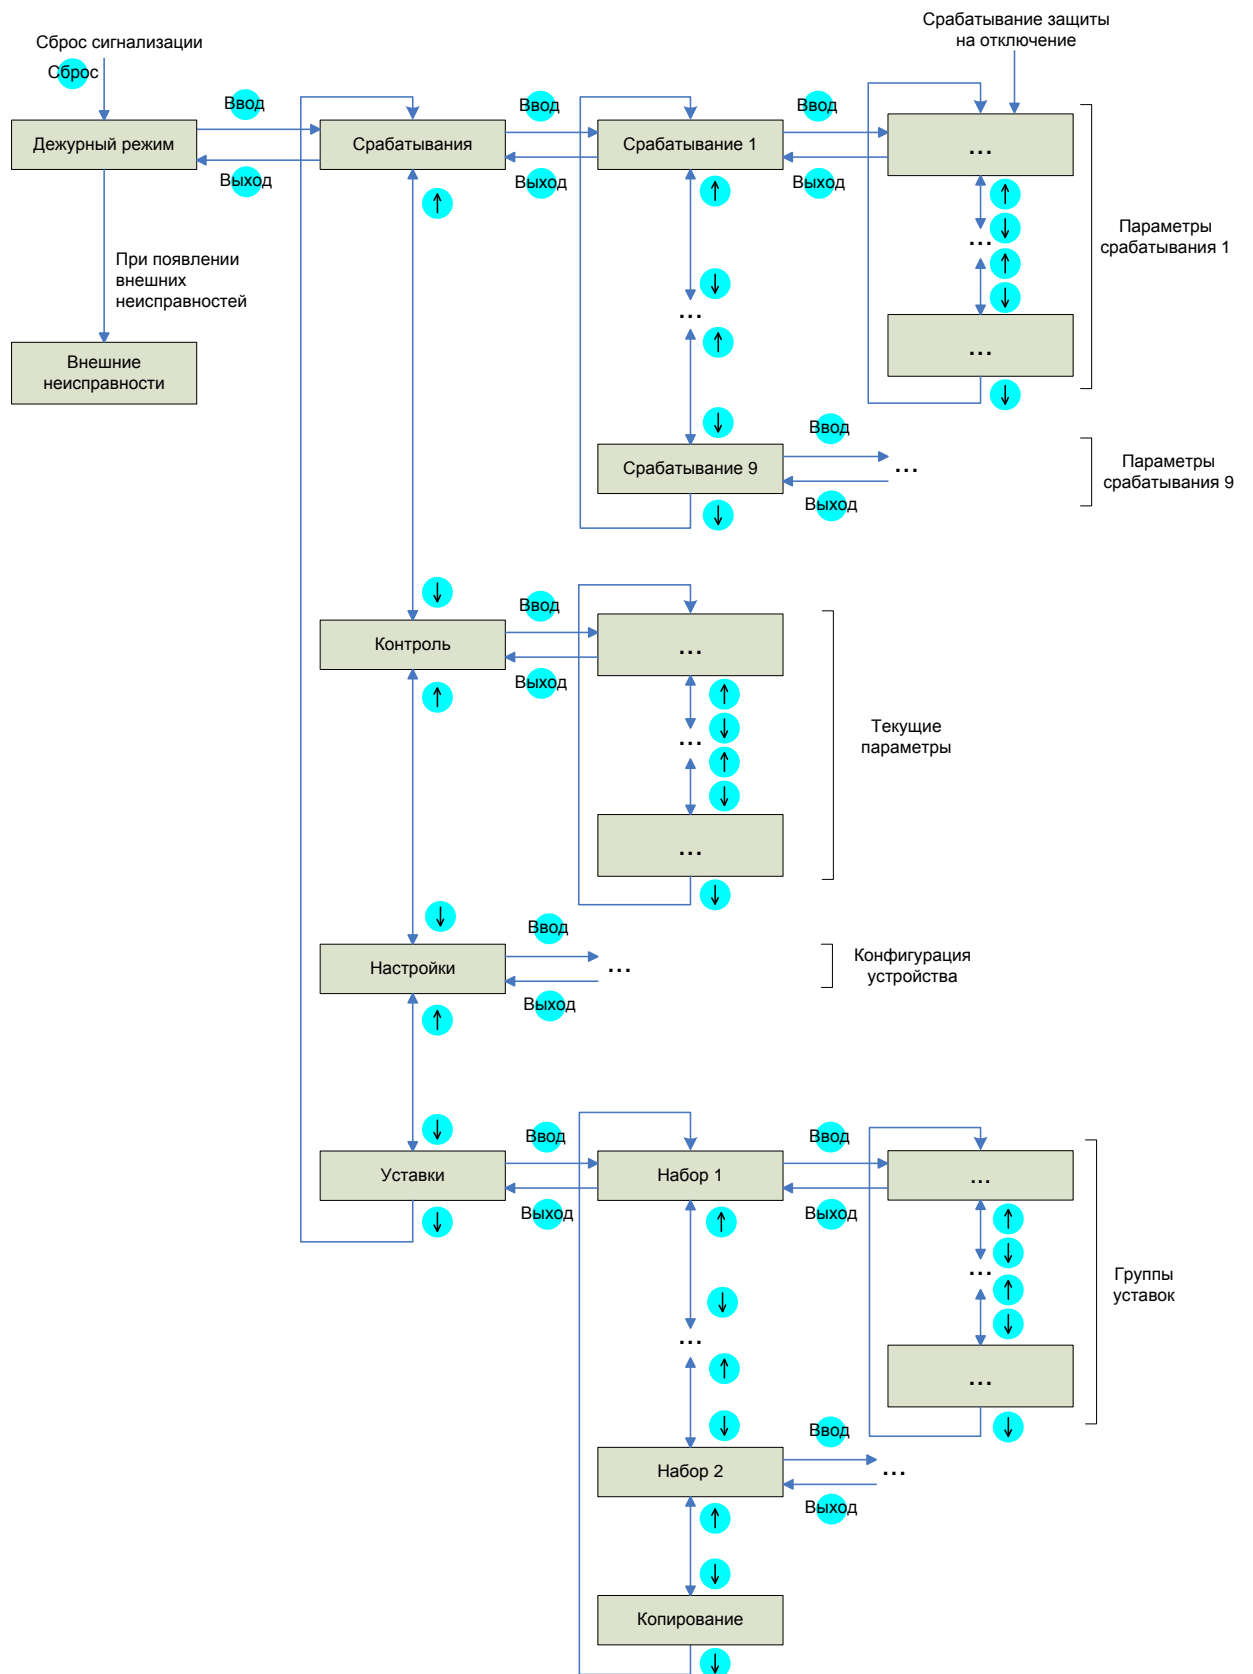 Сброс сигнализации
Сброс
Срабатывание защиты
на отключение
Ввод
Ввод
Ввод
Дежурный режим
Срабатывания
Срабатывание 1
...
Выход
Выход
Выход
Параметры
срабатывания 1
...
При появлении
внешних
неисправностей
...
Внешние
неисправности
...
Ввод
Срабатывание 9
...
Параметры
срабатывания 9
Выход
Ввод
Контроль
...
Выход
Текущие
параметры
...
...
Ввод
Настройки
...
Конфигурация
устройства
Выход
Ввод
Ввод
Уставки
Набор 1
...
Выход
Выход
...
Группы
уставок
...
...
Ввод
Набор 2
...
Выход
Копирование